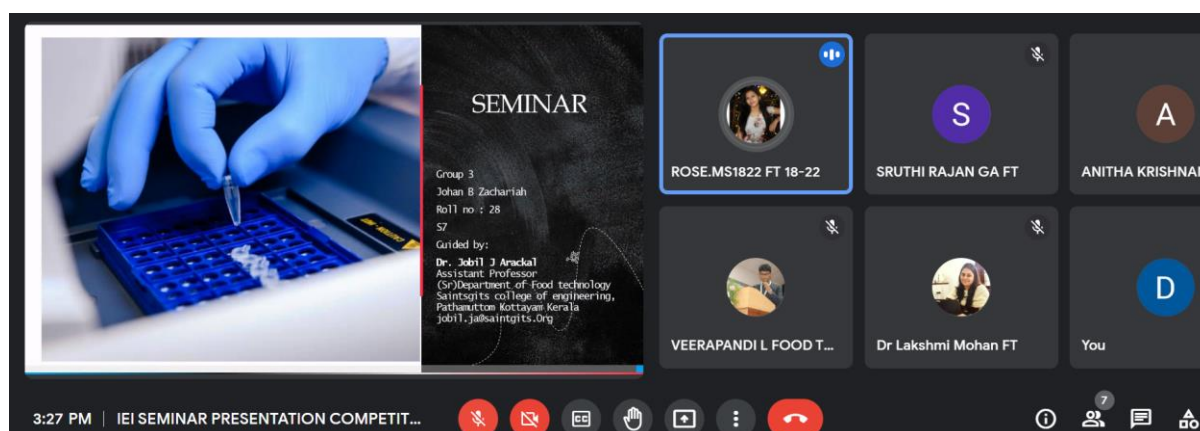 SEMINAR
Group 3
Johan B Zachariah
Roll no : 28
S7
Guided by:
Dr. Jobil J Arackal
Assistant Professor
(Sr)Department of Food technology
Saintsgits college of engineering,
Pathamuttom Kottayam Kerala
jobil.ja@saintgits.Org
ROSE.MS1822 FT 18-22
S
SRUTHI RAJAN GA FT
A
ANITHA KRISHNA
VEERAPANDI L FOOD T...
Dr Lakshmi Mohan FT
D
You
3:27 PM | IEI SEMINAR PRESENTATION COMPETIT...
CC
7